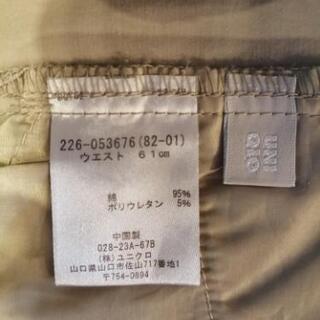 226-053676(82-01)
ウエスト 61cm
綿 95%
ポリウレタン 5%
中国製
028-23A-67B
(株)ユニクロ
山口県山口市佐山717番地1
〒754-0894
UNI
QLO